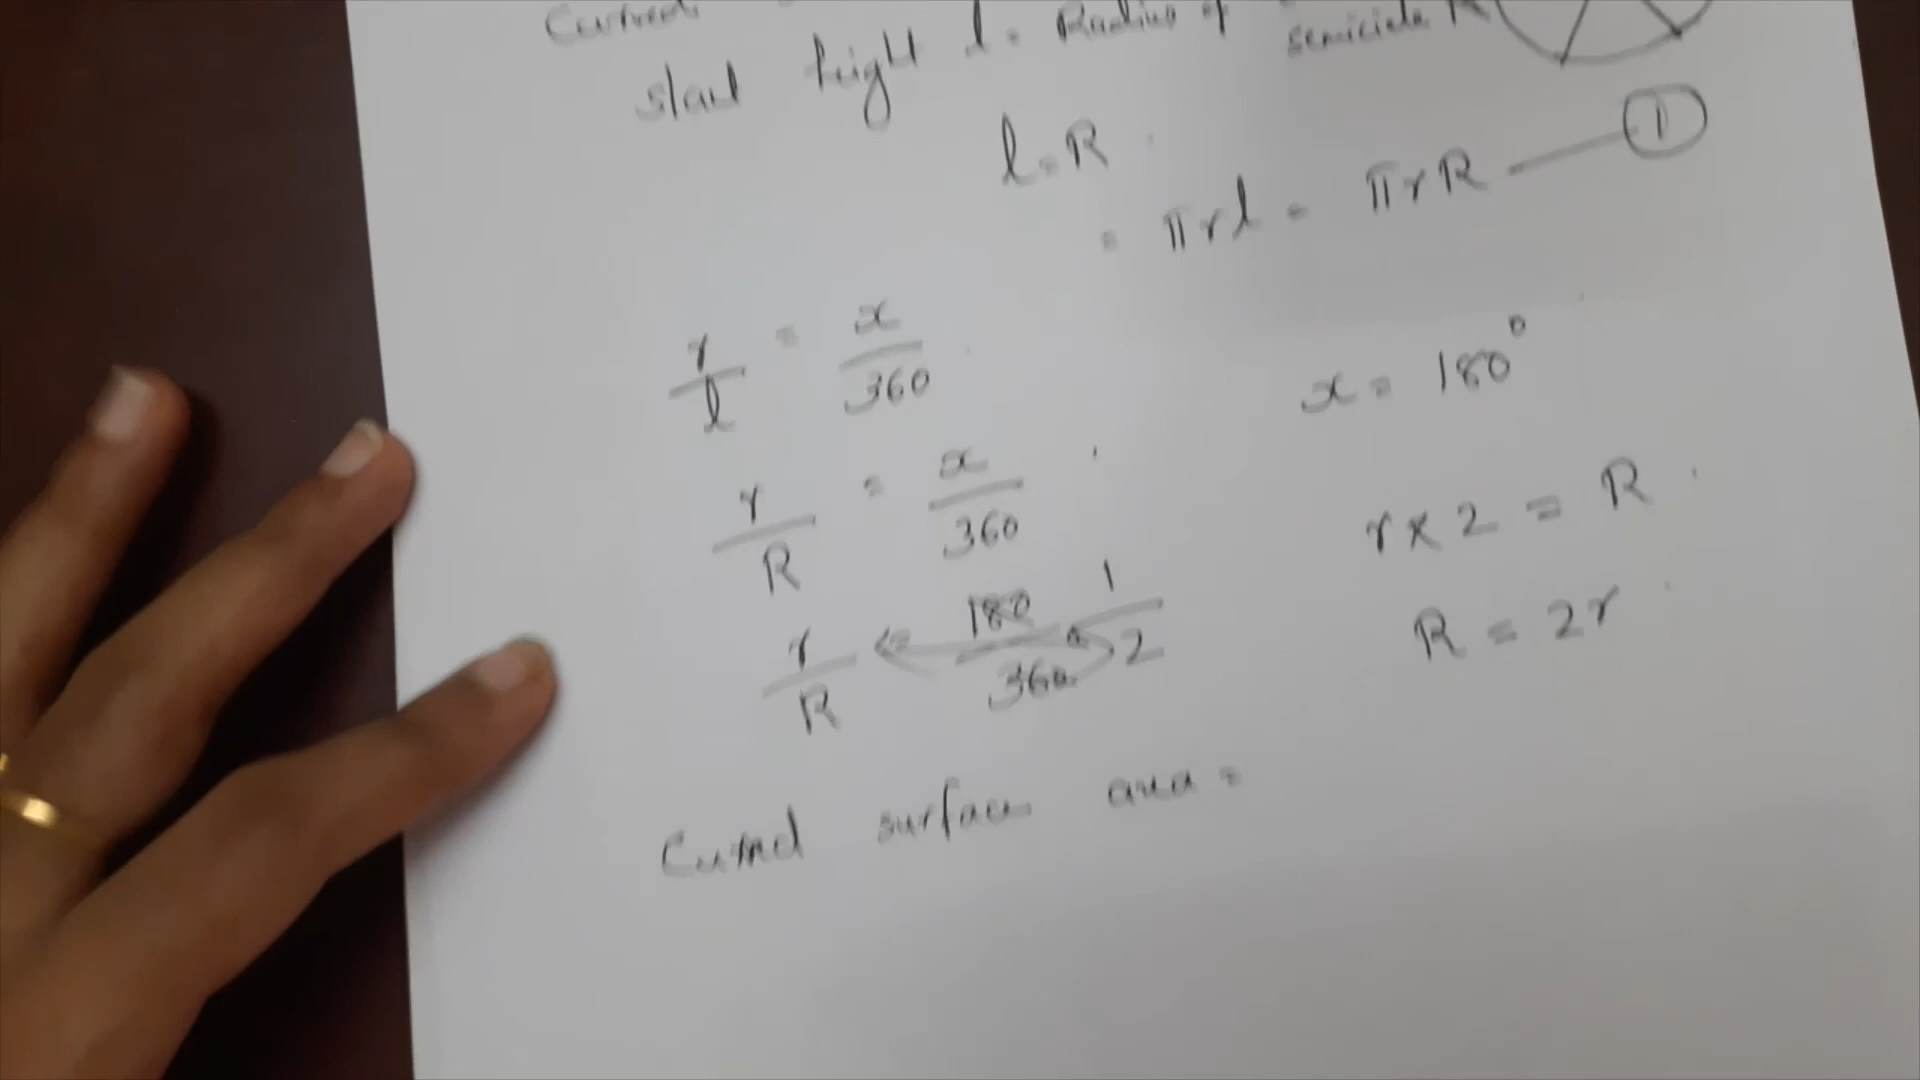 Curved
slant height l = Radius of semicircle R
l = R
= πrl = πrR — ①
r/l = x/360
x = 180°
r/R = x/360
r × 2 = R
r/R = 180/360 = 1/2
R = 2r
Curved surface area =